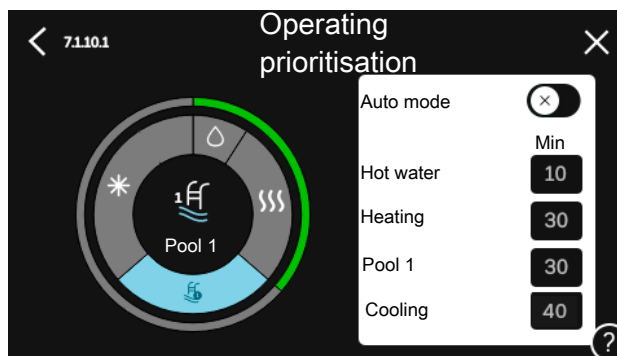 7.1.10.1
Operating
prioritisation
Auto mode
Min
Hot water 10
Heating 30
Pool 1 30
Cooling 40
1
Pool 1
1
?